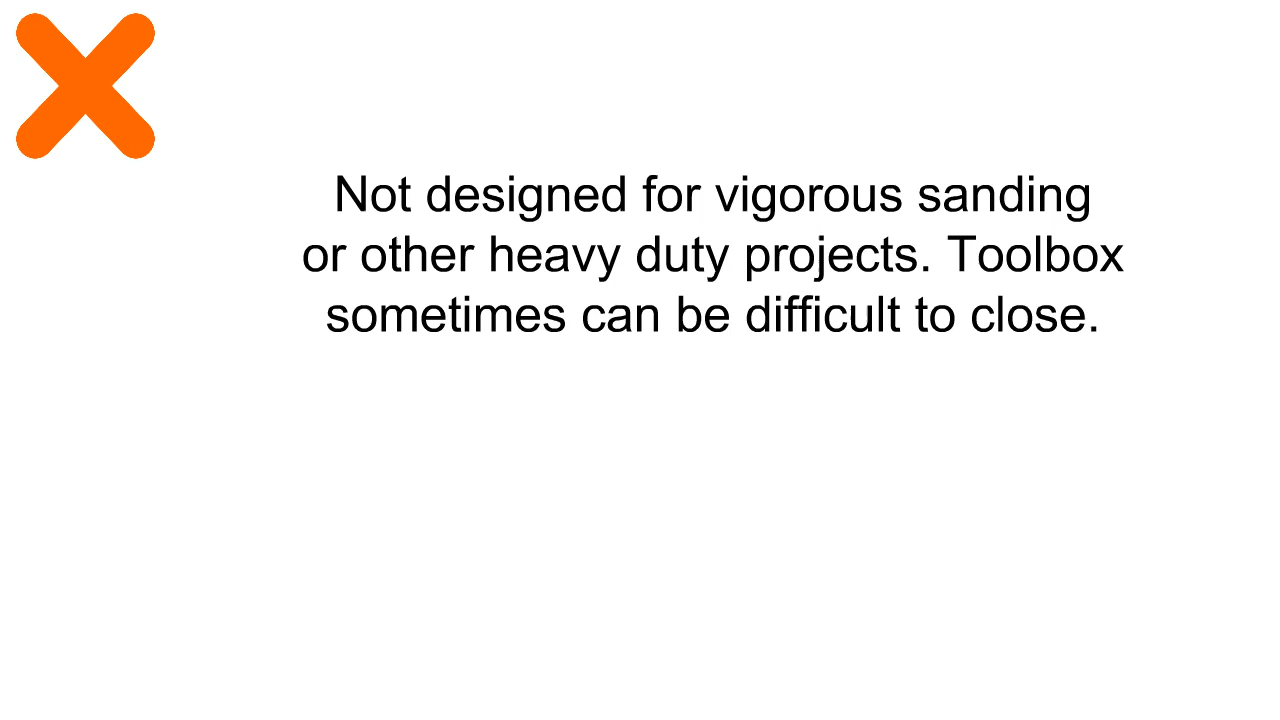 Not designed for vigorous sanding
or other heavy duty projects. Toolbox
sometimes can be difficult to close.